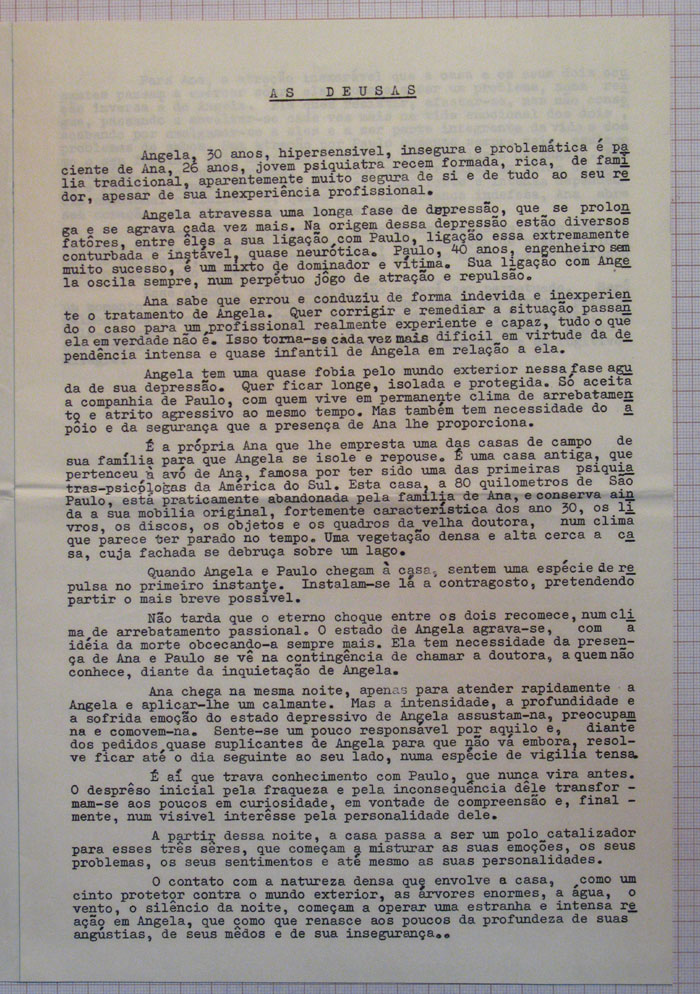 AS DEUSAS
Angela, 30 anos, hipersensivel, insegura e problemática é pa
ciente de Ana, 26 anos, jovem psiquiatra recem formada, rica, de famí
lia tradicional, aparentemente muito segura de si e de tudo ao seu re
dor, apesar de sua inexperiência profissional.
Angela atravessa uma longa fase de depressão, que se prolon
ga e se agrava cada vez mais. Na origem dessa depressão estão diversos
fatôres, entre êles a sua ligação com Paulo, ligação essa extremamente
conturbada e instável, quase neurótica. Paulo, 40 anos, engenheiro sem
muito sucesso, é um mixto de dominador e vítima. Sua ligação com Ange
la oscila sempre, num perpétuo jôgo de atração e repulsão.
Ana sabe que errou e conduziu de forma indevida e inexperien
te o tratamento de Angela. Quer corrigir e remediar a situação passan
do o caso para um profissional realmente experiente e capaz, tudo o que
ela em verdade não é. Isso torna-se cada vez mais dificil em virtude da de
pendência intensa e quase infantil de Angela em relação a ela.
Angela tem uma quase fobia pelo mundo exterior nessa fase agu
da de sua depressão. Quer ficar longe, isolada e protegida. Só aceita
a companhia de Paulo, com quem vive em permanente clima de arrebatamen
to e atrito agressivo ao mesmo tempo. Mas também tem necessidade do a
pôio e da segurança que a presença de Ana lhe proporciona.
É a própria Ana que lhe empresta uma das casas de campo de
sua família para que Angela se isole e repouse. É uma casa antiga, que
pertenceu à avó de Ana, famosa por ter sido uma das primeiras psiquia
tras-psicólogas da América do Sul. Esta casa, a 80 quilometros de São
Paulo, está praticamente abandonada pela família de Ana, e conserva ain
da a sua mobilia original, fortemente característica dos ano 30, os li
vros, os discos, os objetos e os quadros da velha doutora, num clima
que parece ter parado no tempo. Uma vegetação densa e alta cerca a ca
sa, cuja fachada se debruça sobre um lago.
Quando Angela e Paulo chegam à casa, sentem uma espécie de re
pulsa no primeiro instante. Instalam-se lá a contragosto, pretendendo
partir o mais breve possível.
Não tarda que o eterno choque entre os dois recomece, num cli
ma de arrebatamento passional. O estado de Angela agrava-se, com a
idéia da morte obcecando-a sempre mais. Ela tem necessidade da presen-
ça de Ana e Paulo se vê na contingência de chamar a doutora, a quem não
conhece, diante da inquietação de Angela.
Ana chega na mesma noite, apenas para atender rapidamente a
Angela e aplicar-lhe um calmante. Mas a intensidade, a profundidade e
a sofrida emoção do estado depressivo de Angela assustam-na, preocupam
na e comovem-na. Sente-se um pouco responsável por aquilo e, diante
dos pedidos quase suplicantes de Angela para que não vá embora, resol-
ve ficar até o dia seguinte ao seu lado, numa espécie de vigilia tensa.
É aí que trava conhecimento com Paulo, que nunca vira antes.
O desprêso inicial pela fraqueza e pela inconsequência dêle transfor -
mam-se aos poucos em curiosidade, em vontade de compreensão e, final -
mente, num visivel interêsse pela personalidade dele.
A partir dessa noite, a casa passa a ser um polo catalizador
para esses três sêres, que começam a misturar as suas emoções, os seus
problemas, os seus sentimentos e até mesmo as suas personalidades.
O contato com a natureza densa que envolve a casa, como um
cinto protetor contra o mundo exterior, as árvores enormes, a água, o
vento, o silêncio da noite, começam a operar uma estranha e intensa re
ação em Angela, que como que renasce aos poucos da profundeza de suas
angústias, de seus mêdos e de sua insegurança..